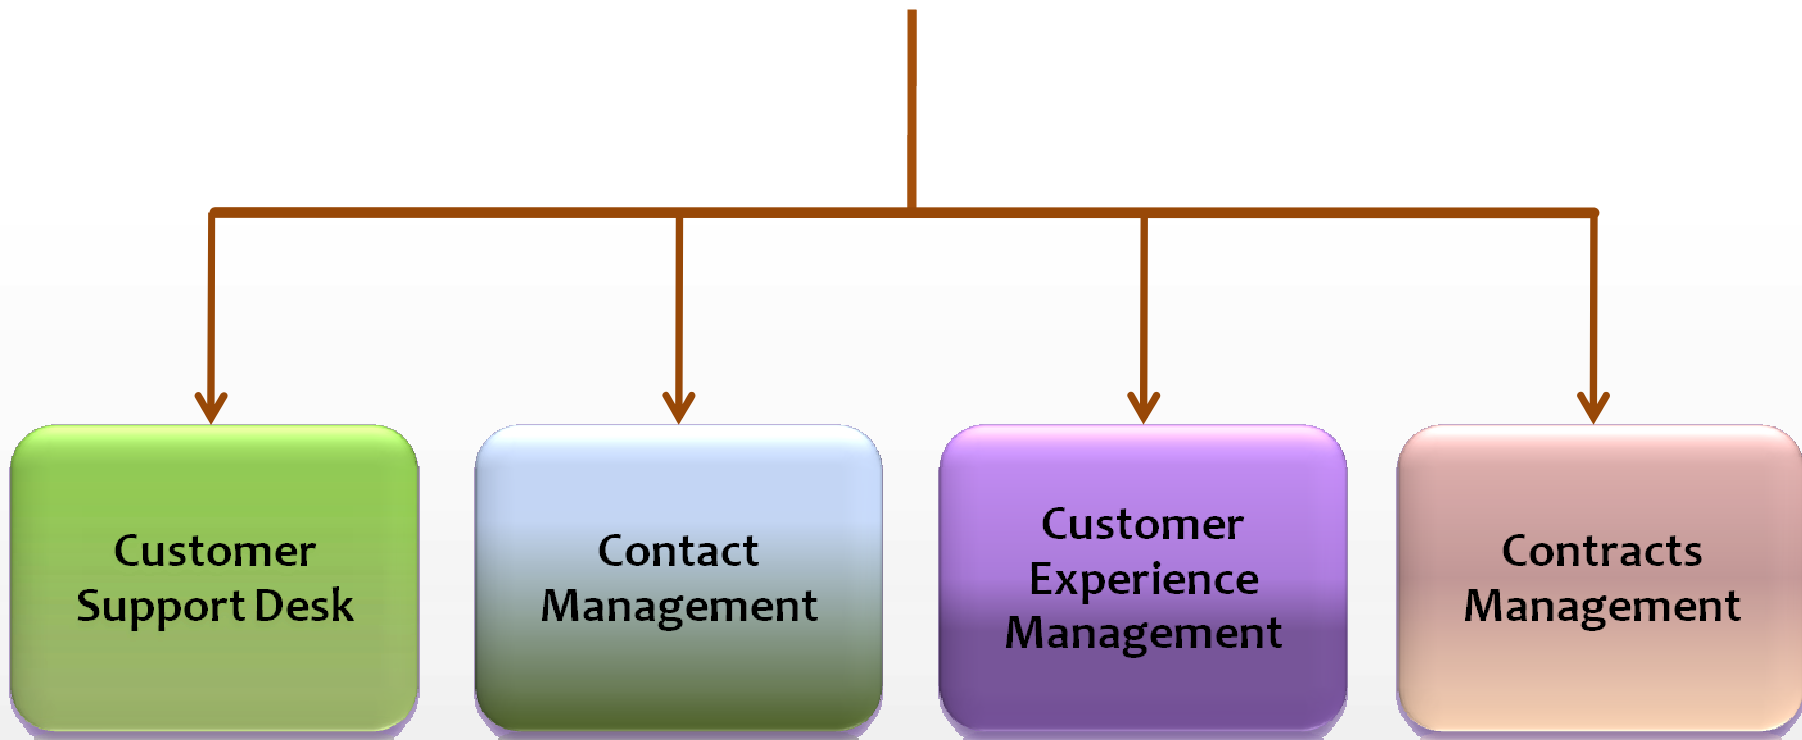 Customer
Support Desk
Contact
Management
Customer
Experience
Management
Contracts
Management